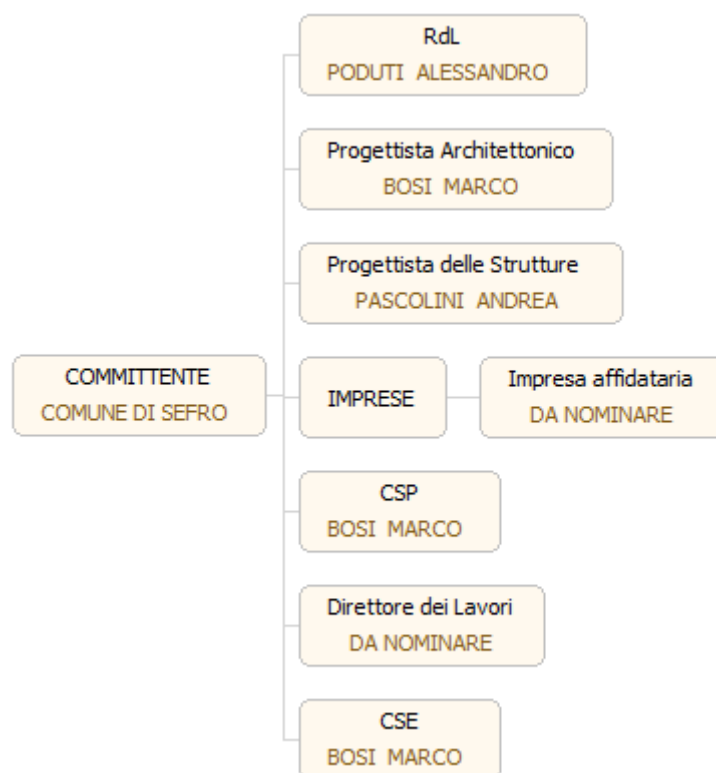 RdL
PODUTI ALESSANDRO
Progettista Architettonico
BOSI MARCO
Progettista delle Strutture
PASCOLINI ANDREA
COMMITTENTE
COMUNE DI SEFRO
IMPRESE
Impresa affidataria
DA NOMINARE
CSP
BOSI MARCO
Direttore dei Lavori
DA NOMINARE
CSE
BOSI MARCO